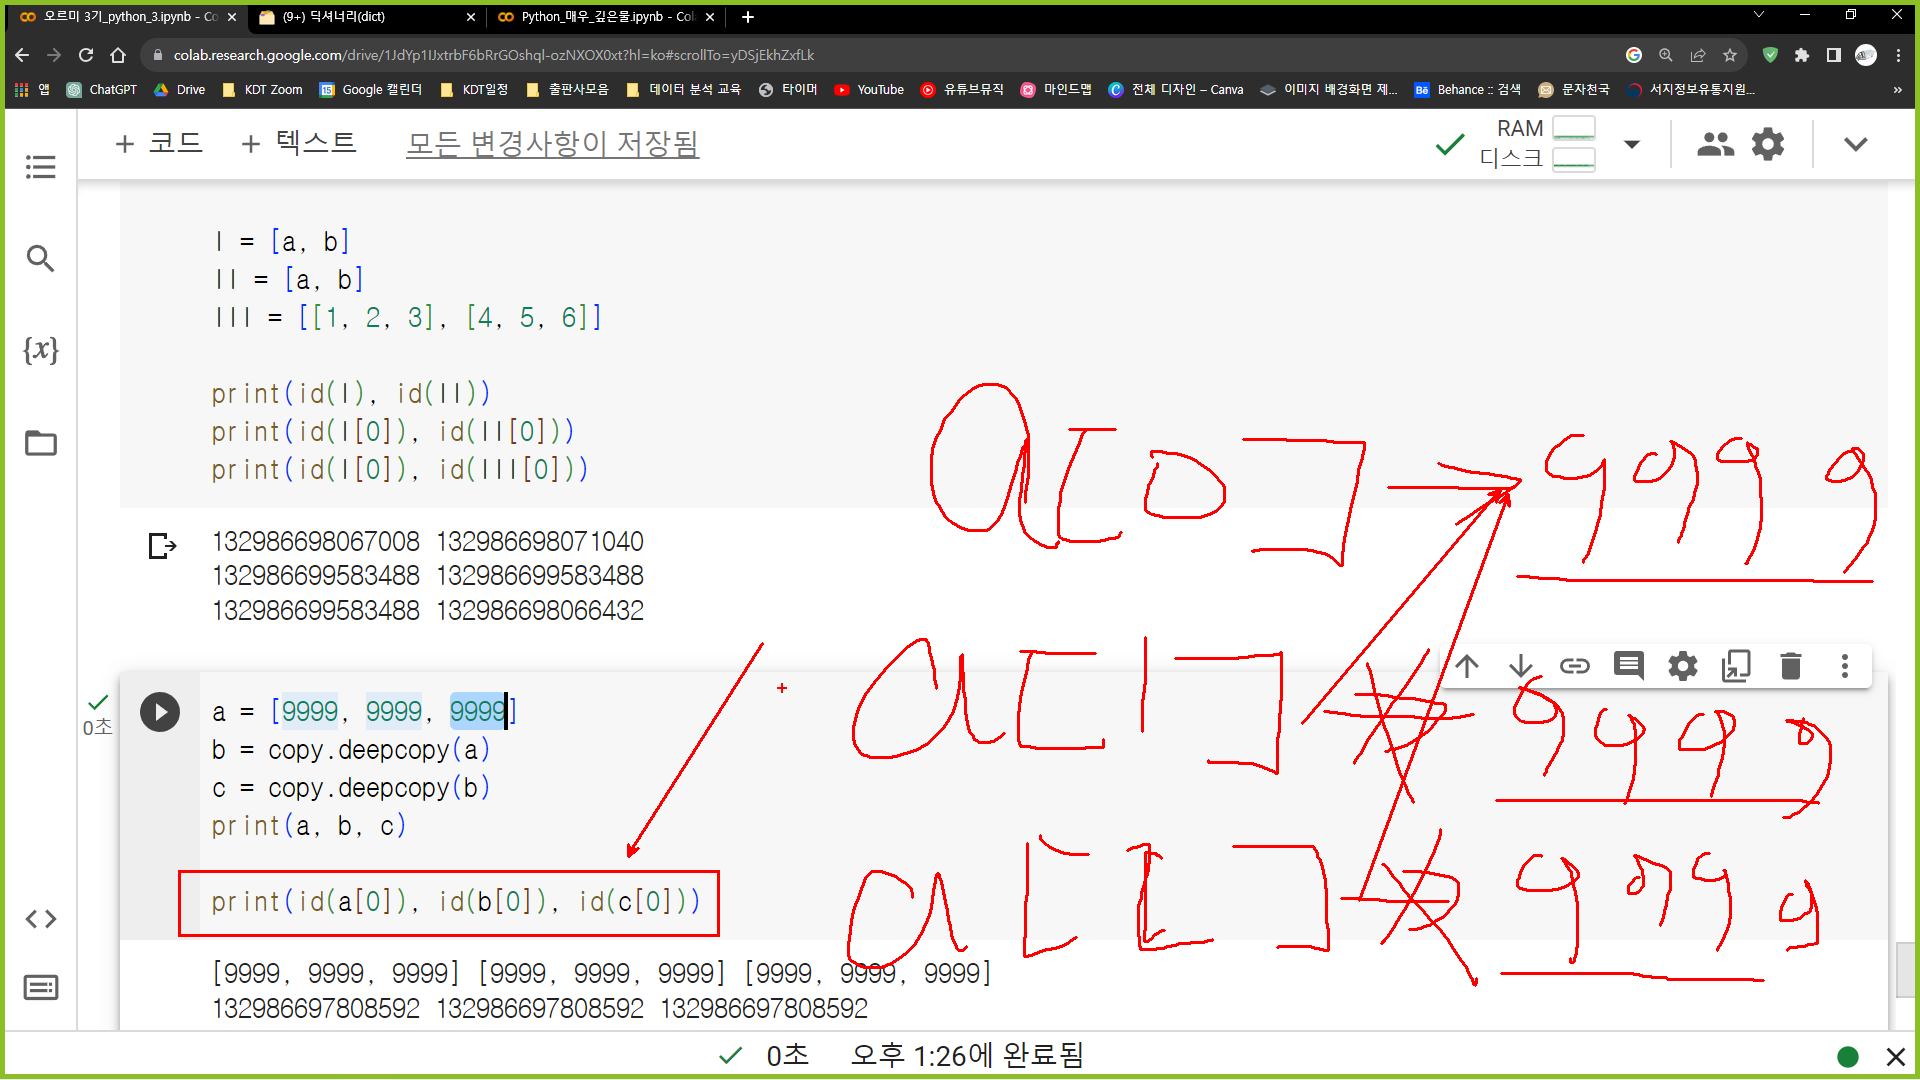 오르미 3기_python_3.ipynb - Co
(9+) 딕셔너리(dict)
Python_매우_깊은물.ipynb - Col
colab.research.google.com/drive/1JdYp1IJxtrbF6bRrGOshqI-ozNXOX0xt?hl=ko#scrollTo=yDSjEkhZxfLk
앱 ChatGPT Drive KDT Zoom Google 캘린더 KDT일정 출판사모음 데이터 분석 교육 타이머 YouTube 유튜브뮤직 마인드맵 전체 디자인 – Canva 이미지 배경화면 제... Behance :: 검색 문자천국 서지정보유통지원... »
+ 코드 + 텍스트 모든 변경사항이 저장됨
RAM
디스크
{x}
l = [a, b]
ll = [a, b]
lll = [[1, 2, 3], [4, 5, 6]]
print(id(l), id(ll))
print(id(l[0]), id(ll[0]))
print(id(l[0]), id(lll[0]))
a[0] → 9999
132986698067008 132986698071040
132986699583488 132986699583488
132986699583488 132986698066432
a[1] 9999
0초
a = [9999, 9999, 9999]
b = copy.deepcopy(a)
c = copy.deepcopy(b)
print(a, b, c)
print(id(a[0]), id(b[0]), id(c[0]))
9999
[9999, 9999, 9999] [9999, 9999, 9999] [9999, 9999, 9999]
132986697808592 132986697808592 132986697808592
0초 오후 1:26에 완료됨